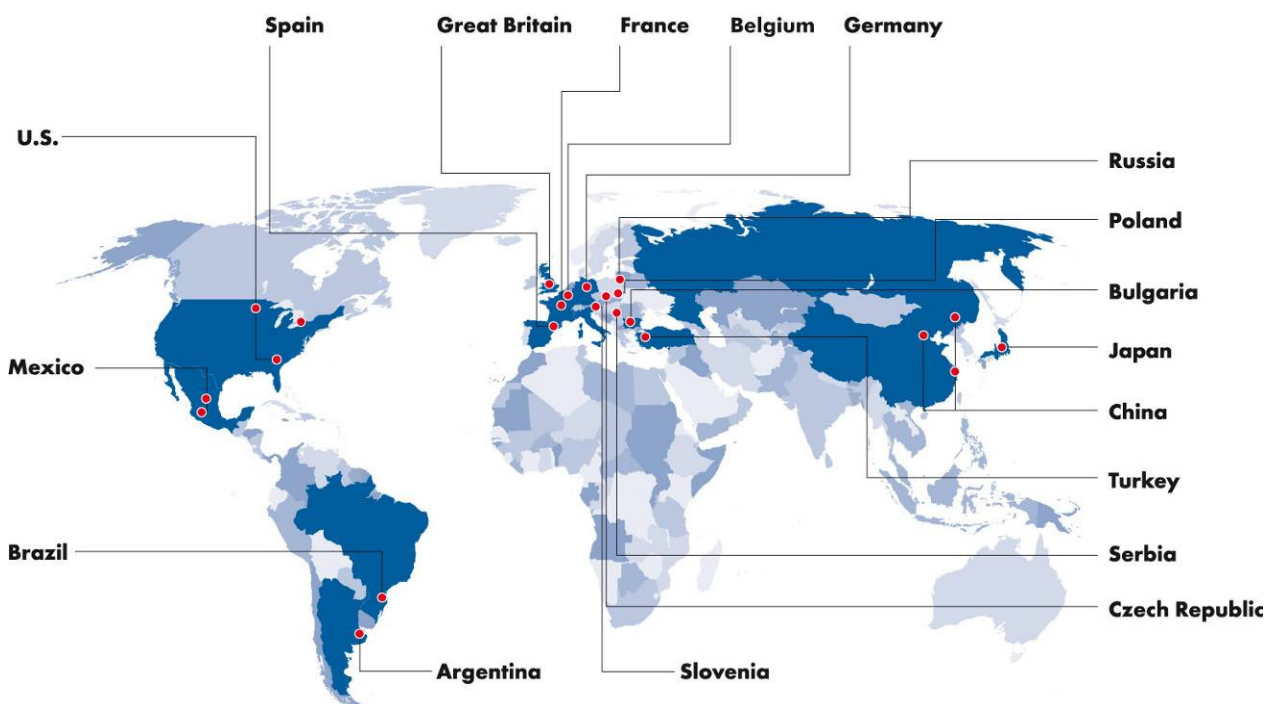 Spain
Great Britain
France
Belgium
Germany
U.S.
Russia
Poland
Mexico
Bulgaria
Japan
China
Turkey
Brazil
Serbia
Czech Republic
Argentina
Slovenia